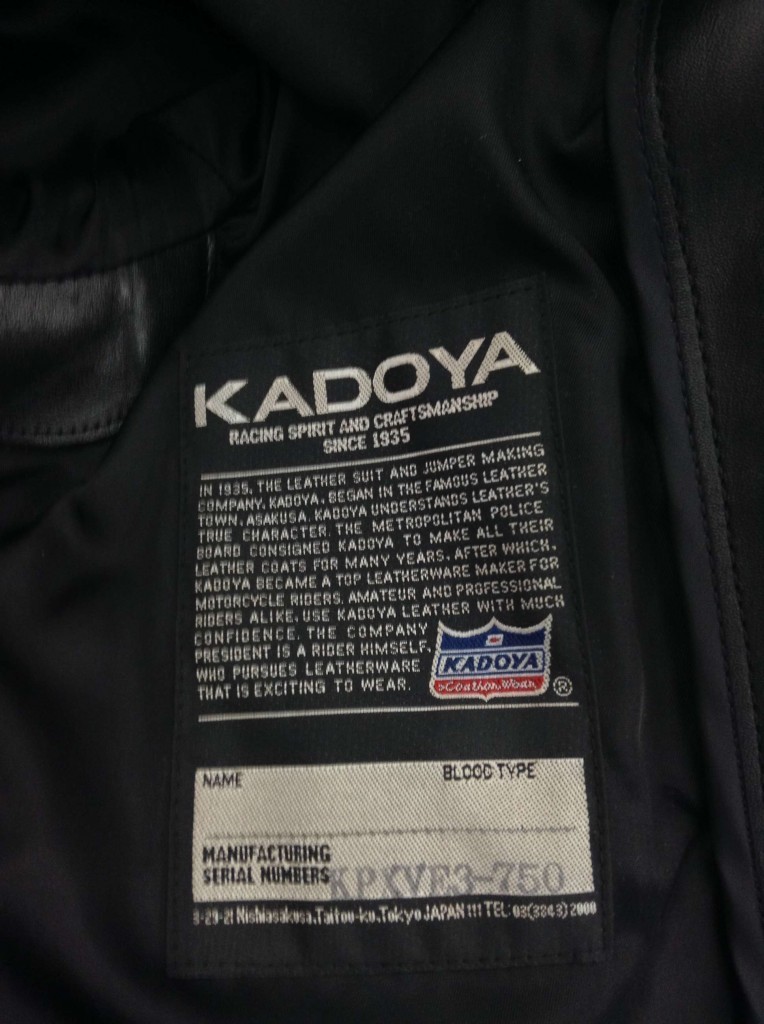 KADOYA
RACING SPIRIT AND CRAFTSMANSHIP
SINCE 1935
IN 1935, THE LEATHER SUIT AND JUMPER MAKING
COMPANY, KADOYA, BEGAN IN THE FAMOUS LEATHER
TOWN, ASAKUSA. KADOYA UNDERSTANDS LEATHER'S
TRUE CHARACTER. THE METROPOLITAN POLICE
BOARD CONSIGNED KADOYA TO MAKE ALL THEIR
LEATHER COATS FOR MANY YEARS. AFTER WHICH,
KADOYA BECAME A TOP LEATHERWARE MAKER FOR
MOTORCYCLE RIDERS. AMATEUR AND PROFESSIONAL
RIDERS ALIKE, USE KADOYA LEATHER WITH MUCH
CONFIDENCE. THE COMPANY
PRESIDENT IS A RIDER HIMSELF,
WHO PURSUES LEATHERWARE
THAT IS EXCITING TO WEAR.
KADOYA
Leather Wear ®
NAME BLOOD TYPE
MANUFACTURING
SERIAL NUMBERS KPXVE3-750
3-29-21 Nishiasakusa, Taitou-ku, Tokyo JAPAN 111 TEL: 03(3843)2000